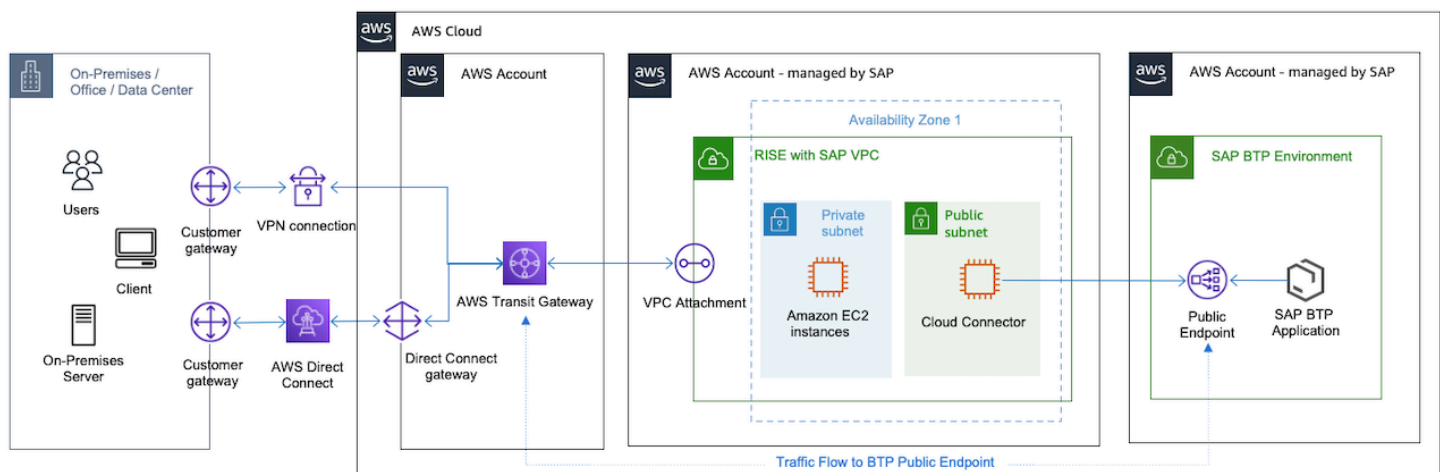 aws
AWS Cloud
On-Premises /
Office / Data Center
aws
AWS Account
aws
AWS Account - managed by SAP
aws
AWS Account - managed by SAP
Availability Zone 1
RISE with SAP VPC
SAP BTP Environment
Users
VPN connection
Customer
gateway
Client
Private
subnet
Public
subnet
AWS Transit Gateway
VPC Attachment
Amazon EC2
instances
Cloud Connector
Public
Endpoint
SAP BTP
Application
On-Premises
Server
Customer
gateway
AWS Direct
Connect
Direct Connect
gateway
Traffic Flow to BTP Public Endpoint